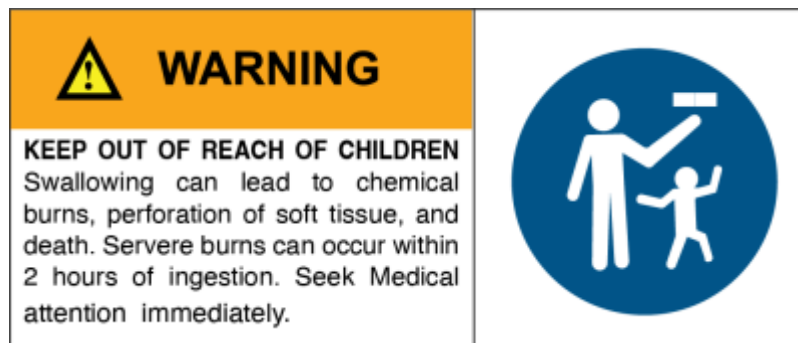 WARNING
KEEP OUT OF REACH OF CHILDREN
Swallowing can lead to chemical
burns, perforation of soft tissue, and
death. Servere burns can occur within
2 hours of ingestion. Seek Medical
attention immediately.